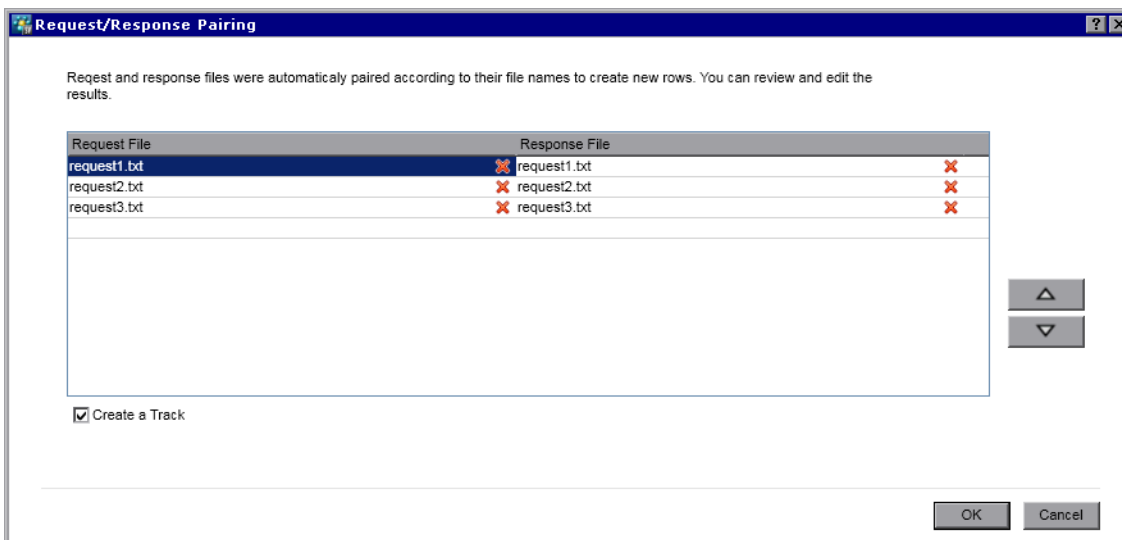 Request/Response Pairing
Reqest and response files were automaticaly paired according to their file names to create new rows. You can review and edit the
results.
Request File Response File
request1.txt request1.txt
request2.txt request2.txt
request3.txt request3.txt
Create a Track
OK Cancel